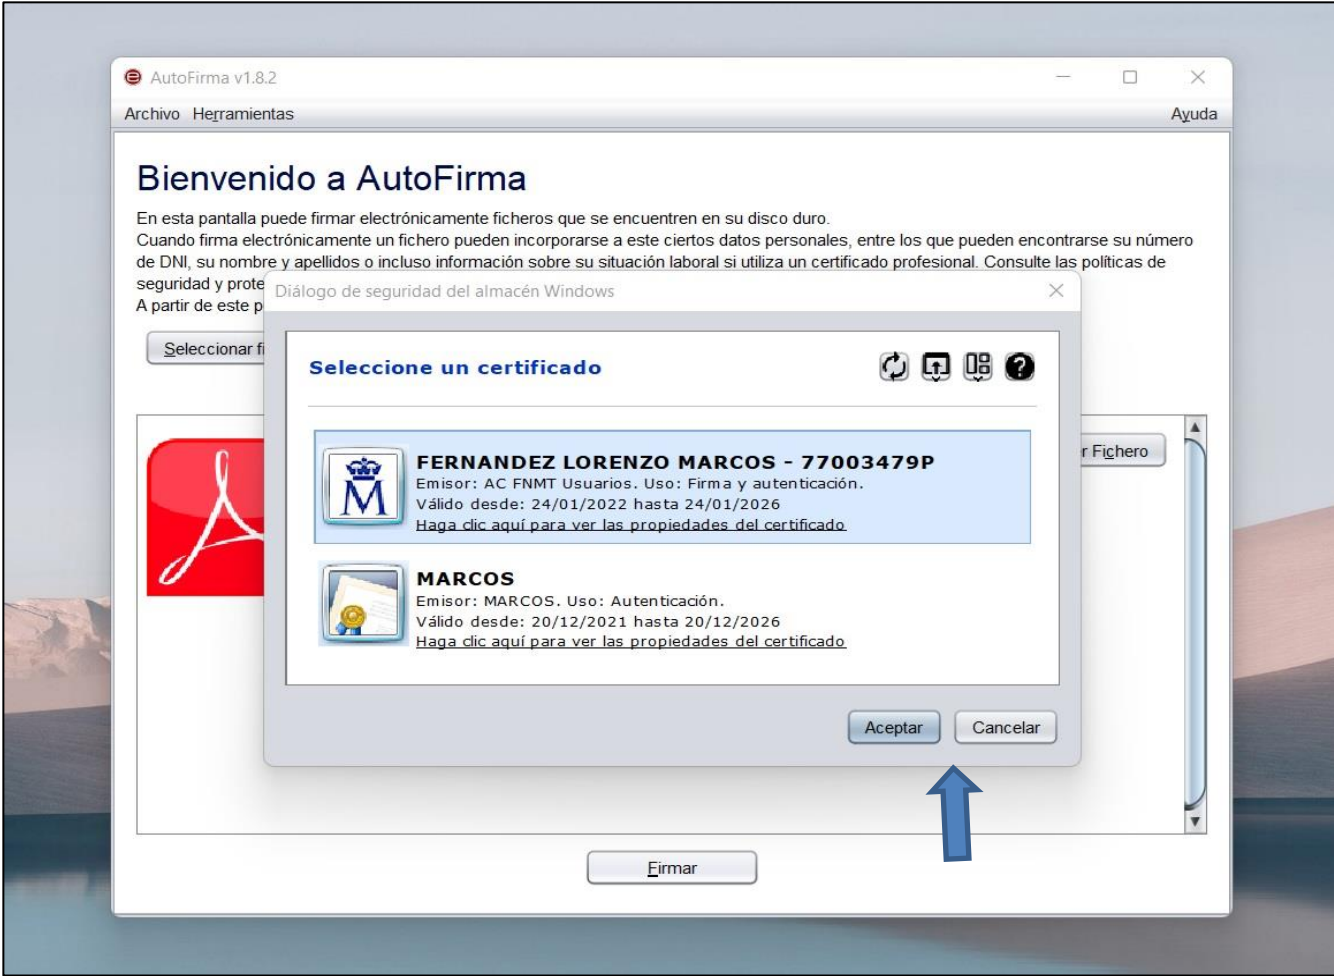 AutoFirma v1.8.2
Archivo Herramientas Ayuda
Bienvenido a AutoFirma
En esta pantalla puede firmar electrónicamente ficheros que se encuentren en su disco duro.
Cuando firma electrónicamente un fichero pueden incorporarse a este ciertos datos personales, entre los que pueden encontrarse su número
de DNI, su nombre y apellidos o incluso información sobre su situación laboral si utiliza un certificado profesional. Consulte las políticas de
seguridad y prote
A partir de este p
Diálogo de seguridad del almacén Windows
Seleccionar fi
Seleccione un certificado
r Fichero
FERNANDEZ LORENZO MARCOS - 77003479P
Emisor: AC FNMT Usuarios. Uso: Firma y autenticación.
Válido desde: 24/01/2022 hasta 24/01/2026
Haga clic aquí para ver las propiedades del certificado
MARCOS
Emisor: MARCOS. Uso: Autenticación.
Válido desde: 20/12/2021 hasta 20/12/2026
Haga clic aquí para ver las propiedades del certificado
Aceptar Cancelar
Firmar